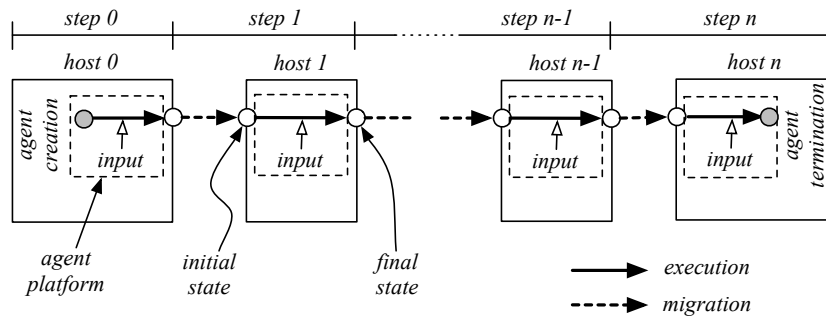 step 0
step 1
step n-1
step n
host 0
host 1
host n-1
host n
agent
creation
input
input
input
input
agent
termination
agent
platform
initial
state
final
state
execution
migration